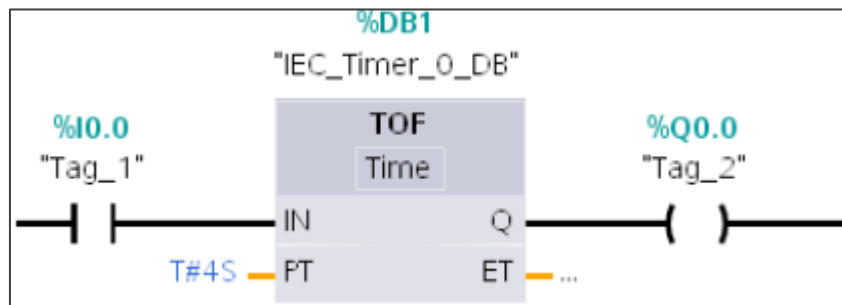 %DB1
"IEC_Timer_0_DB"
%I0.0
"Tag_1"
TOF
Time
%Q0.0
"Tag_2"
IN Q
T#4S PT ET ...